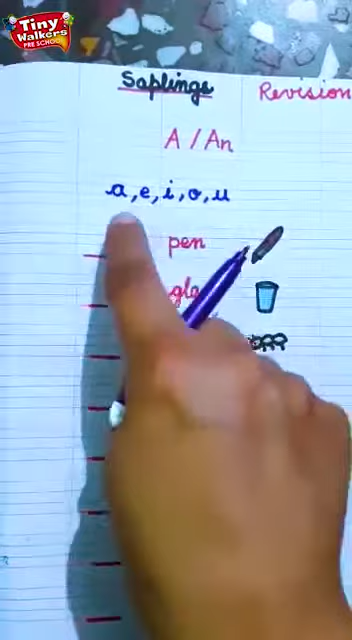 Tiny
Walkers
PRE SCHOOL
Saplings Revision
A / An
a, e, i, o, u
pen